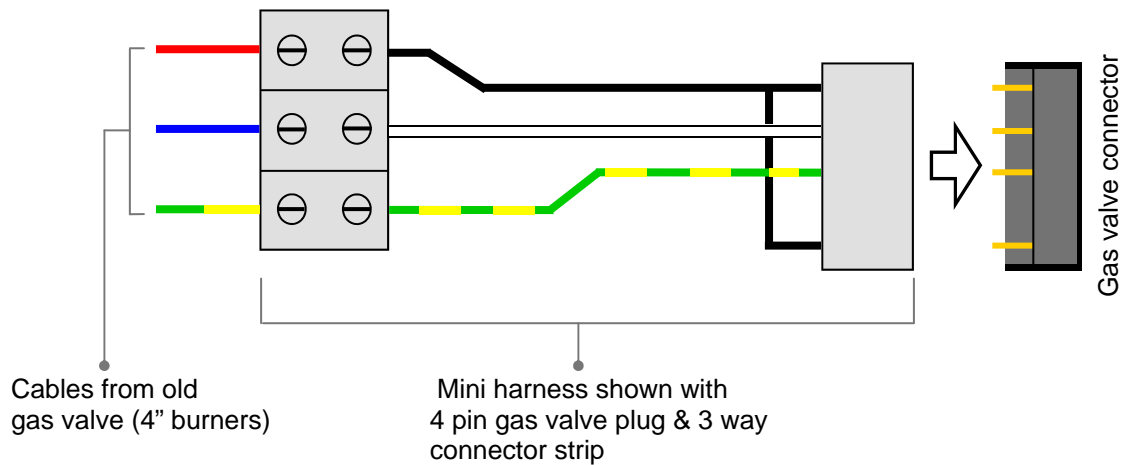 Gas valve connector
Cables from old
gas valve (4” burners)
Mini harness shown with
4 pin gas valve plug & 3 way
connector strip